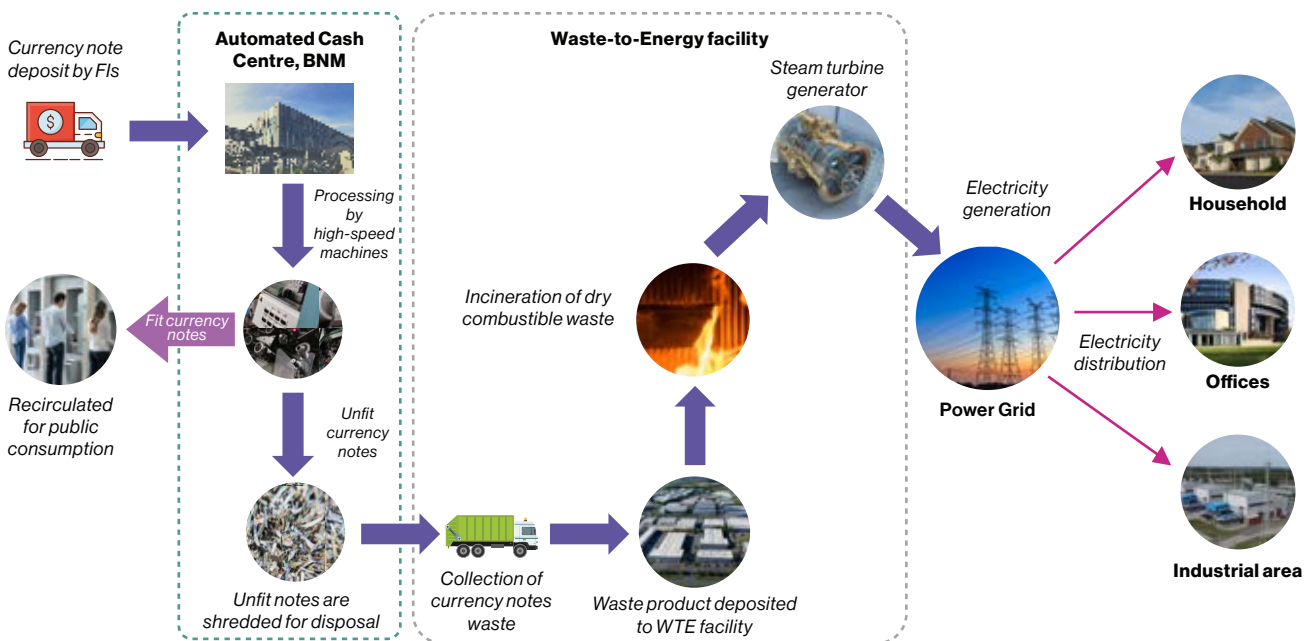 Currency note
deposit by FIs
$
Automated Cash
Centre, BNM
Processing
by
high-speed
machines
Fit currency
notes
Recirculated
for public
consumption
Unfit
currency
notes
Unfit notes are
shredded for disposal
Waste-to-Energy facility
Collection of
currency notes
waste
Waste product deposited
to WTE facility
Incineration of dry
combustible waste
Steam turbine
generator
Electricity
generation
Power Grid
Electricity
distribution
Household
Offices
Industrial area